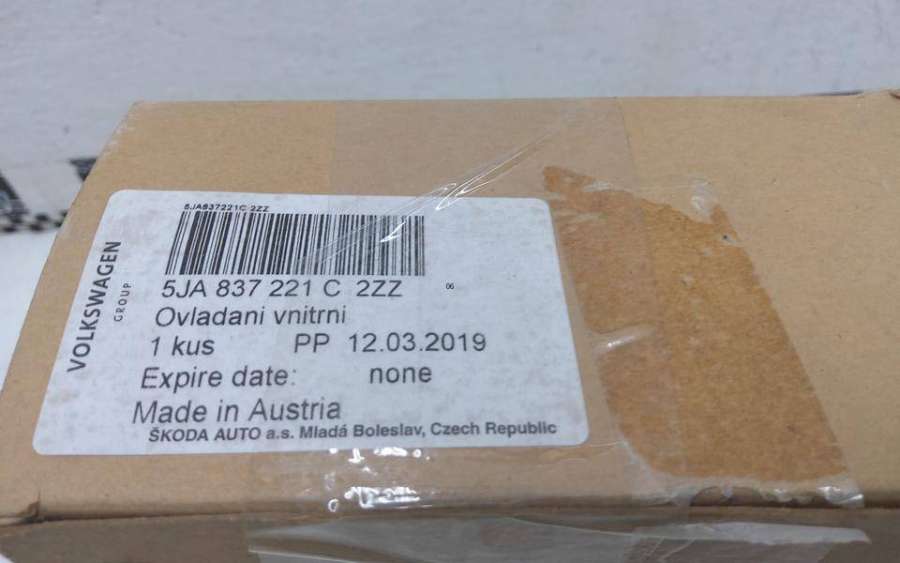 5JA837221C 2ZZ
VOLKSWAGEN
GROUP
5JA 837 221 C 2ZZ 06
Ovladani vnitrni
1 kus PP 12.03.2019
Expire date: none
Made in Austria
ŠKODA AUTO a.s. Mladá Boleslav, Czech Republic